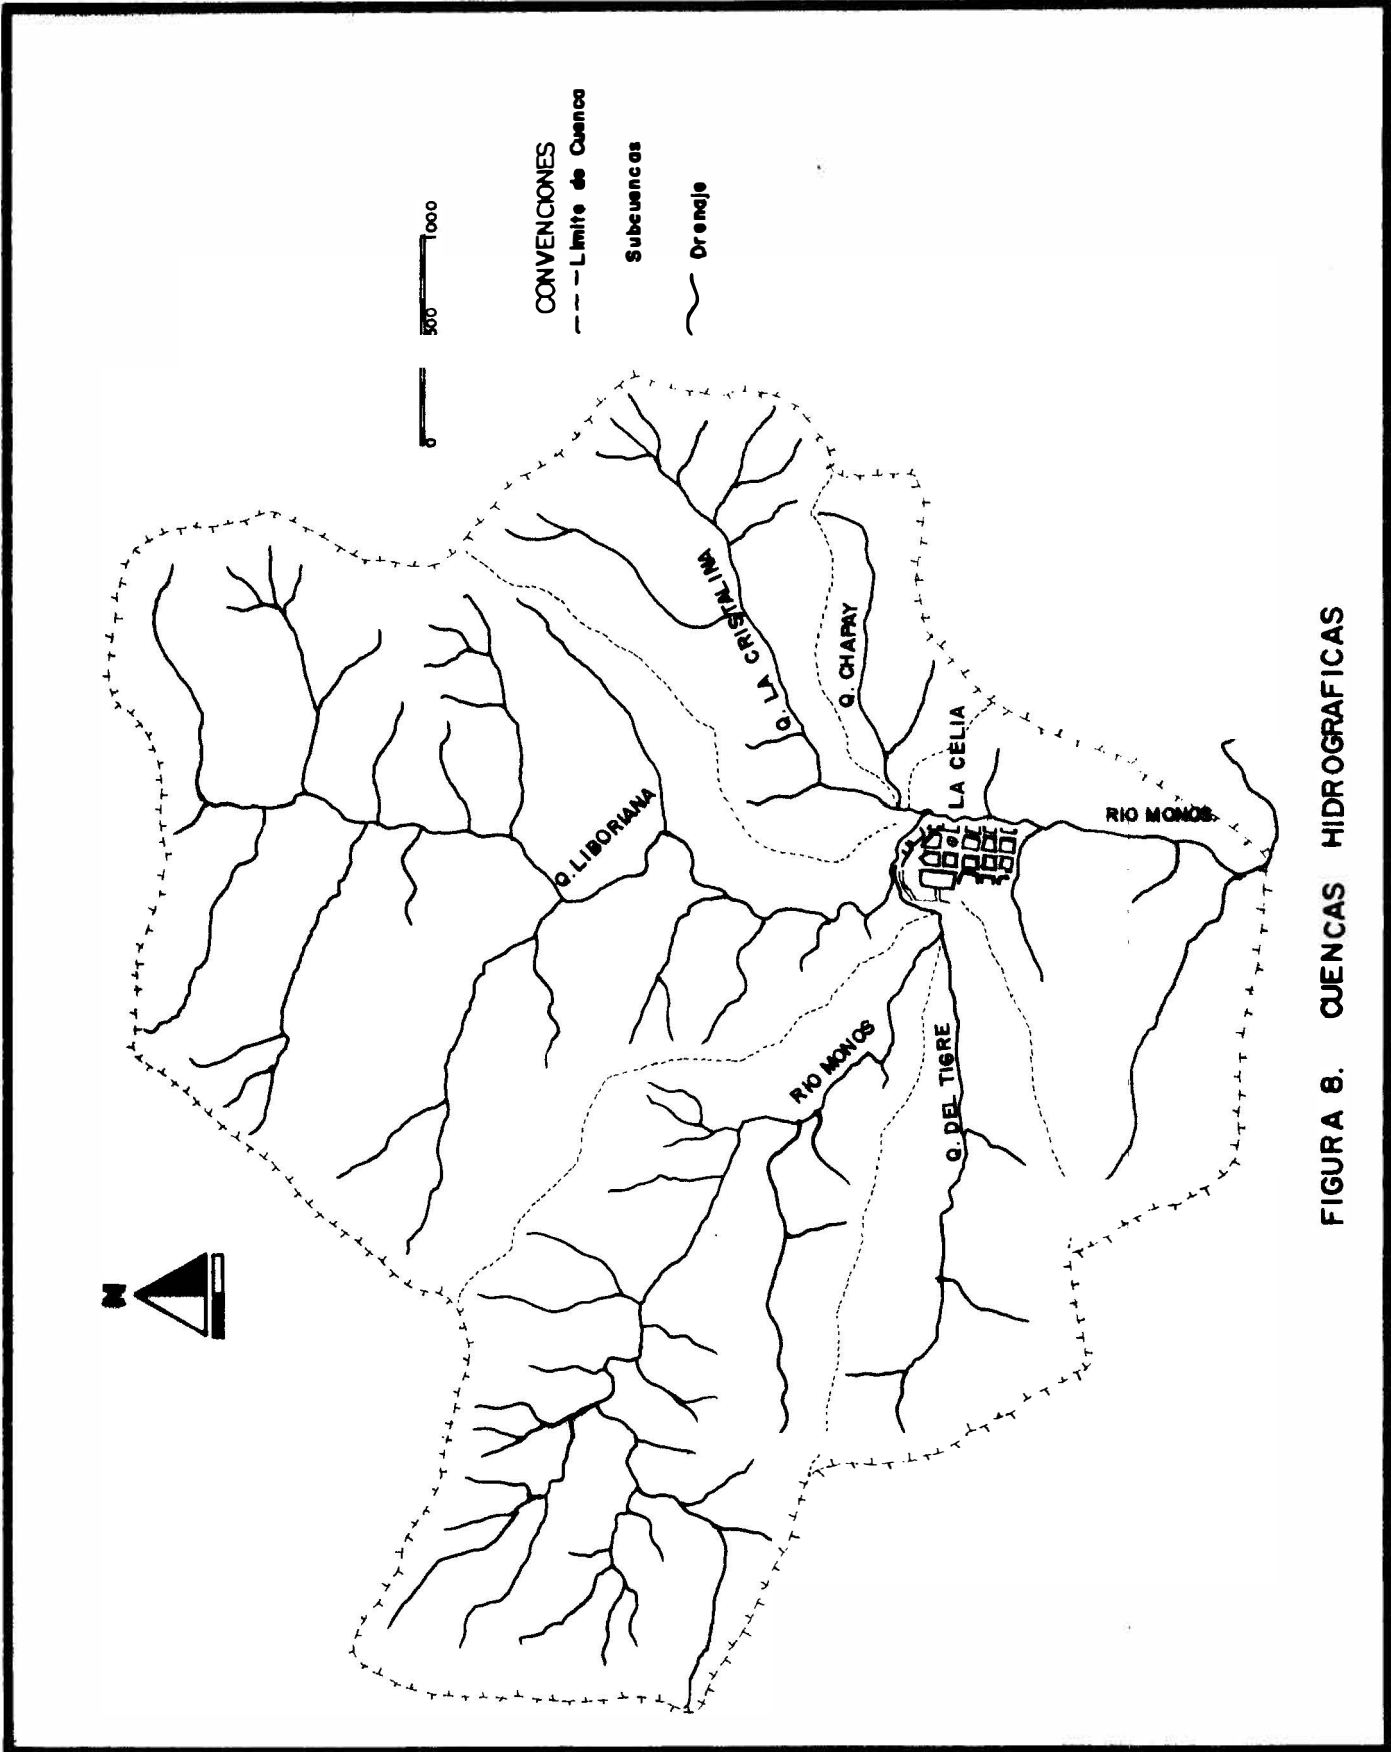 N
0 500 1000
CONVENCIONES
Limite de Cuenca
Subcuencas
Drenaje
Q. LIBORIANA
Q. LA CRISTALINA
Q. CHAPAY
LA CELIA
RIO MONOS
RIO MONOS
Q. DEL TIGRE
FIGURA 8. CUENCAS HIDROGRAFICAS